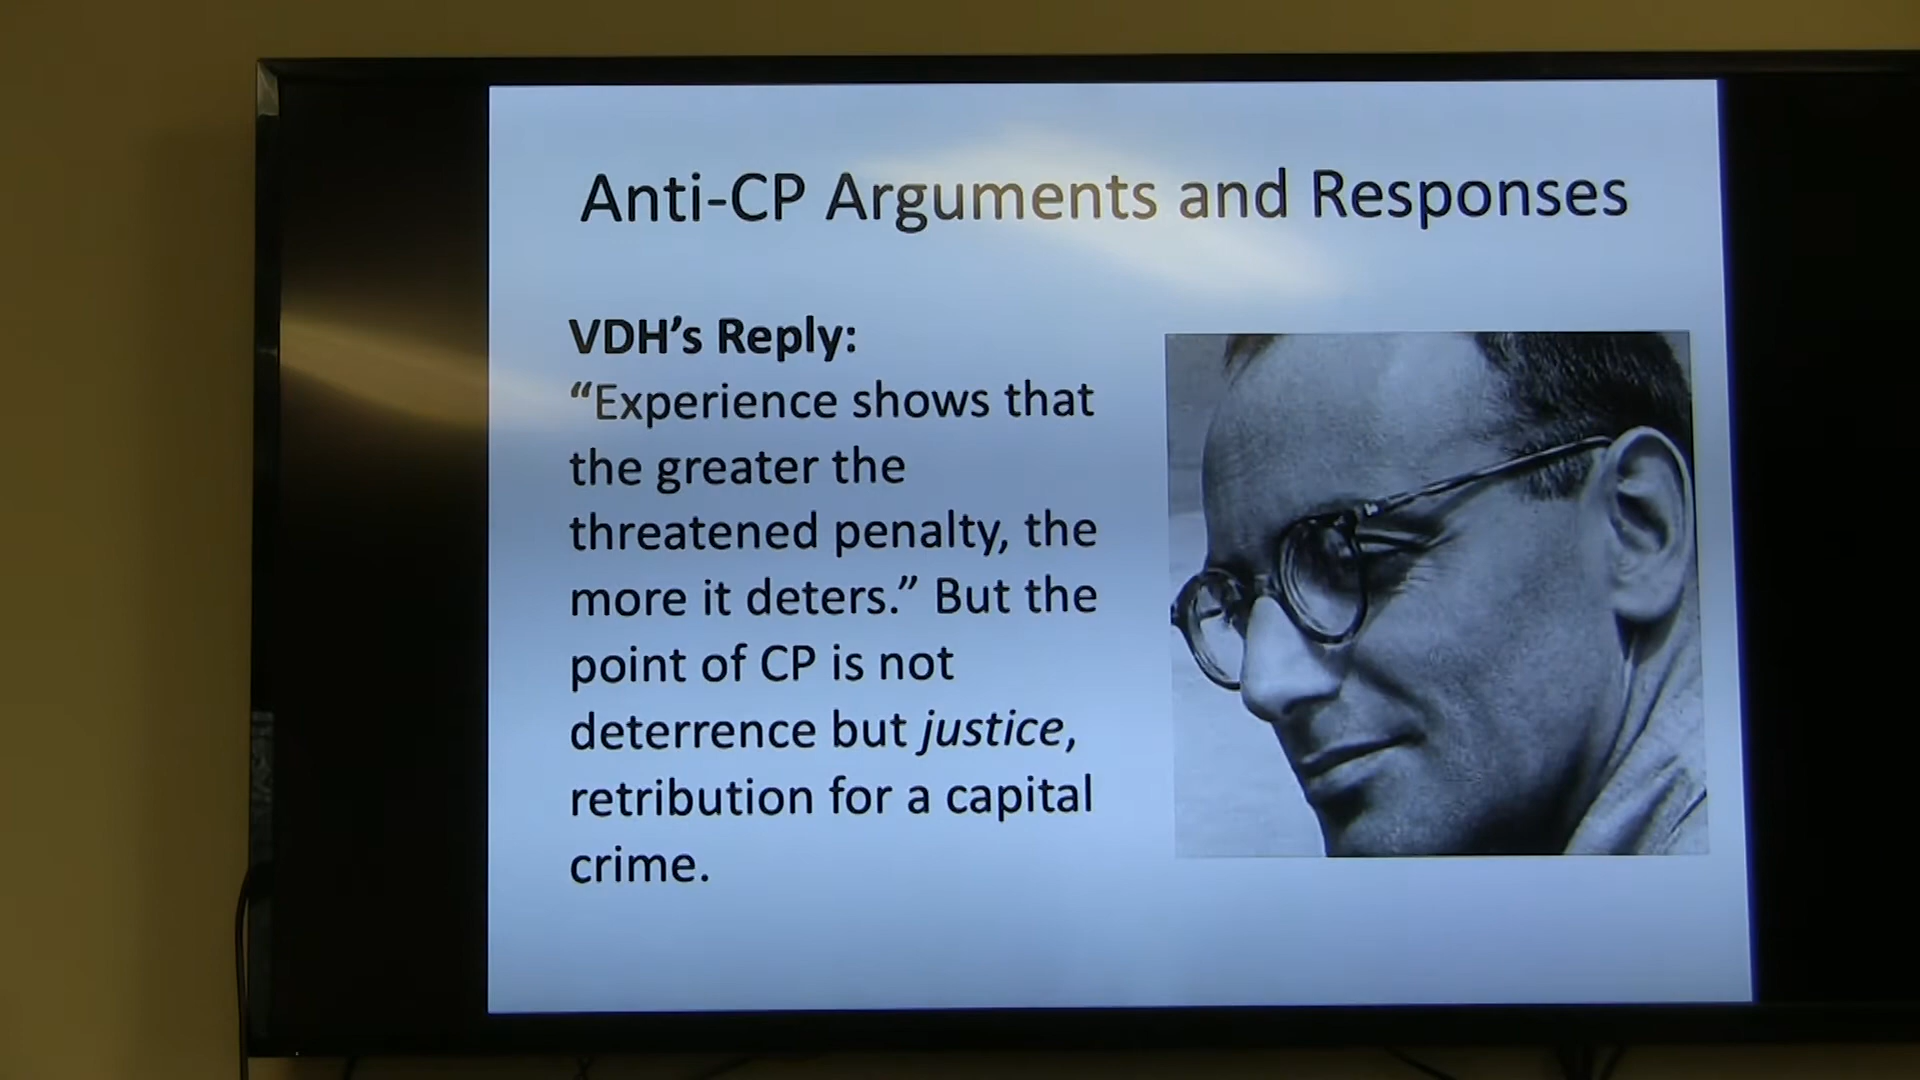 Anti-CP Arguments and Responses
VDH’s Reply:
“Experience shows that
the greater the
threatened penalty, the
more it deters.” But the
point of CP is not
deterrence but justice,
retribution for a capital
crime.